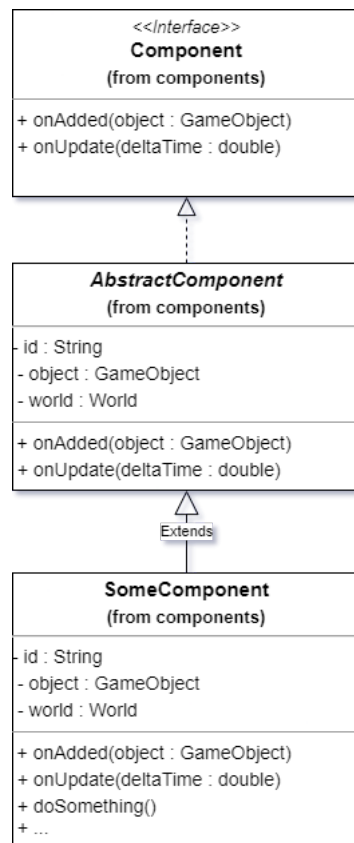 <<Interface>>
Component
(from components)
+ onAdded(object : GameObject)
+ onUpdate(deltaTime : double)
AbstractComponent
(from components)
- id : String
- object : GameObject
- world : World
+ onAdded(object : GameObject)
+ onUpdate(deltaTime : double)
Extends
SomeComponent
(from components)
- id : String
- object : GameObject
- world : World
+ onAdded(object : GameObject)
+ onUpdate(deltaTime : double)
+ doSomething()
+ ...